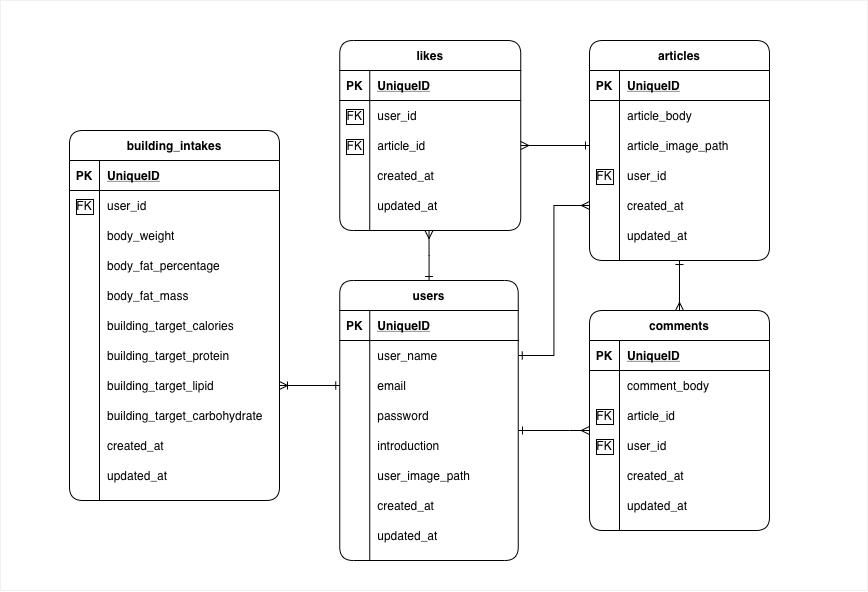 likes
PK UniqueID
FK user_id
FK article_id
created_at
updated_at
articles
PK UniqueID
article_body
article_image_path
FK user_id
created_at
updated_at
building_intakes
PK UniqueID
FK user_id
body_weight
body_fat_percentage
body_fat_mass
building_target_calories
building_target_protein
building_target_lipid
building_target_carbohydrate
created_at
updated_at
users
PK UniqueID
user_name
email
password
introduction
user_image_path
created_at
updated_at
comments
PK UniqueID
comment_body
FK article_id
FK user_id
created_at
updated_at